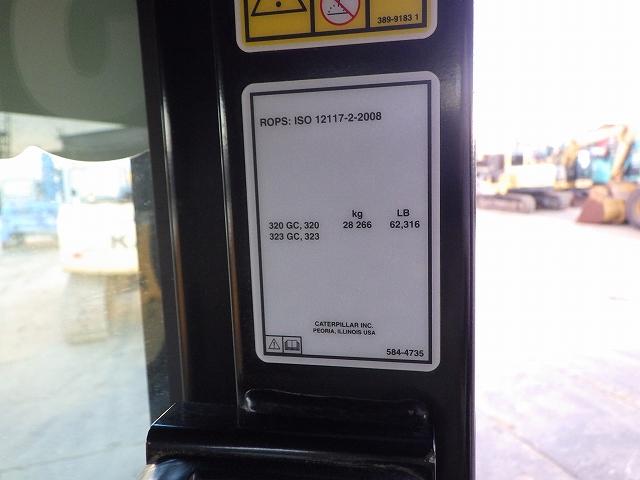 389-9183 1
ROPS: ISO 12117-2-2008
kg LB
320 GC, 320 28 266 62,316
323 GC, 323
CATERPILLAR INC.
PEORIA, ILLINOIS USA
584-4735